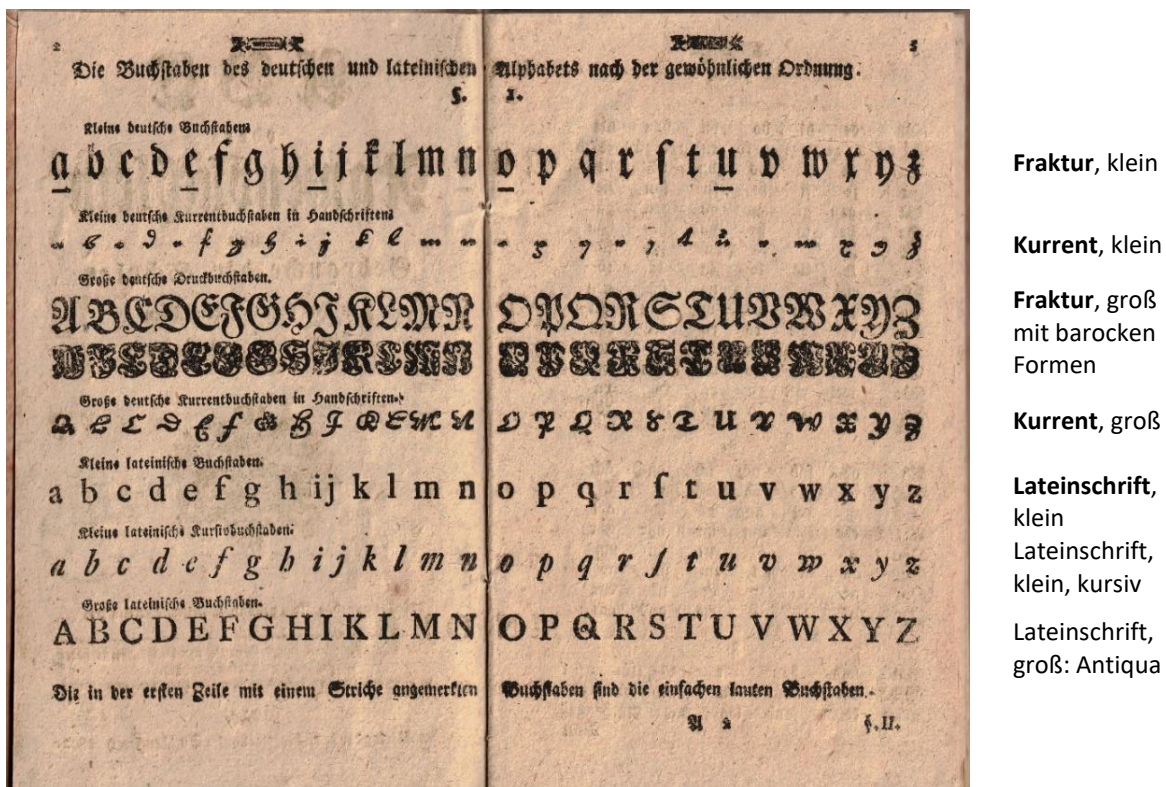 2 3
Die Buchſtaben des deutſchen und lateiniſchen Alphabets nach der gewöhnlichen Ordnung.
§. 1.
Kleine deutſche Buchſtaben.
a b c d e f g h i j k l m n o p q r ſ t u v w x y z
Fraktur, klein
Kleine deutſche Kurrentbuchſtaben in Handſchriften.
a b c d e f g h i j k l m n o p q r ſ t u v w x y z
Kurrent, klein
Große deutſche Druckbuchſtaben.
A B C D E F G H I K L M N O P Q R S T U V W X Y Z
A B C D E F G H I K L M N O P Q R S T U V W X Y Z
Fraktur, groß
mit barocken
Formen
Große deutſche Kurrentbuchſtaben in Handſchriften.
Kurrent, groß
Kleine lateiniſche Buchſtaben.
a b c d e f g h i j k l m n o p q r ſ t u v w x y z
Lateinschrift,
klein
Kleine lateiniſche Kurſivbuchſtaben.
a b c d e f g h i j k l m n o p q r ſ t u v w x y z
Lateinschrift,
klein, kursiv
Große lateiniſche Buchſtaben.
A B C D E F G H I K L M N O P Q R S T U V W X Y Z
Lateinschrift,
groß: Antiqua
Die in der erſten Zeile mit einem Striche angemerkten Buchſtaben ſind die einfachen lauten Buchſtaben.
A 2 §.II.